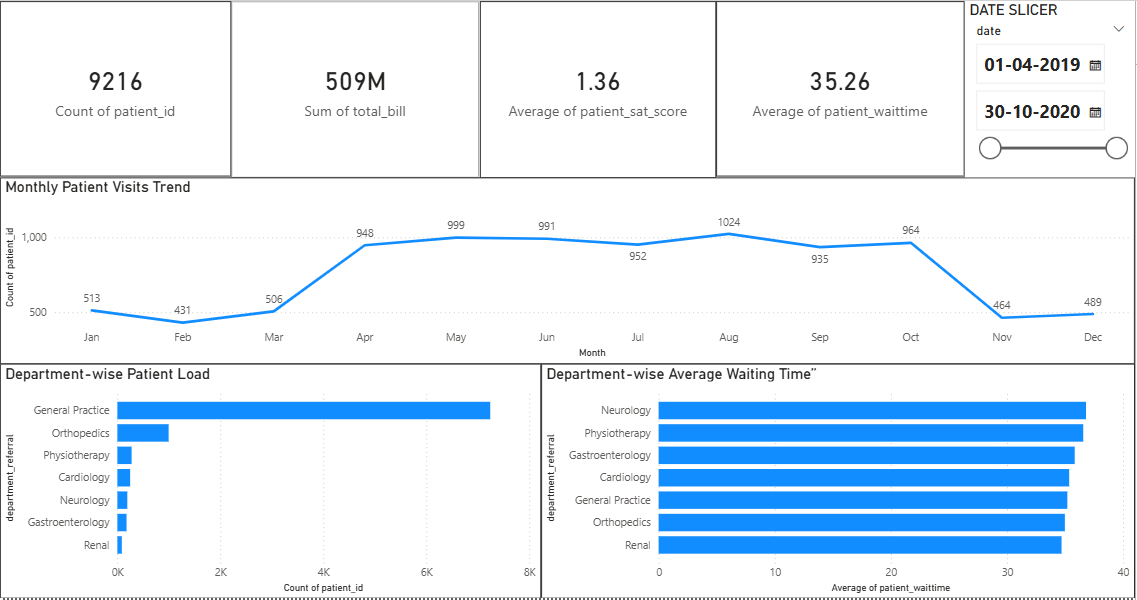 9216
Count of patient_id
509M
Sum of total_bill
1.36
Average of patient_sat_score
35.26
Average of patient_waittime
DATE SLICER
date
01-04-2019
30-10-2020
Monthly Patient Visits Trend
Count of patient_id
1,000
500
513
431
506
948
999
991
952
1024
935
964
464
489
Jan
Feb
Mar
Apr
May
Jun
Jul
Aug
Sep
Oct
Nov
Dec
Month
Department-wise Patient Load
department_referral
General Practice
Orthopedics
Physiotherapy
Cardiology
Neurology
Gastroenterology
Renal
0K
2K
4K
6K
8K
Count of patient_id
Department-wise Average Waiting Time”
department_referral
Neurology
Physiotherapy
Gastroenterology
Cardiology
General Practice
Orthopedics
Renal
0
10
20
30
40
Average of patient_waittime